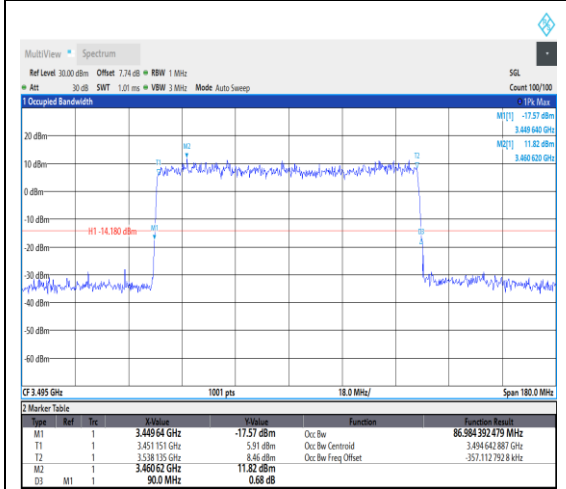 MultiView Spectrum
Ref Level 30.00 dBm Offset 7.74 dB RBW 1 MHz SGL
Att 30 dB SWT 1.01 ms VBW 3 MHz Mode Auto Sweep Count 100/100
1 Occupied Bandwidth 1Pk Max
M1[1] -17.57 dBm
3.449 640 GHz
M2[1] 11.82 dBm
3.460 620 GHz
20 dBm
M2
T1
T2
10 dBm
0 dBm
-10 dBm
H1 -14.180 dBm
M1
D3
-20 dBm
-30 dBm
-40 dBm
-50 dBm
-60 dBm
CF 3.495 GHz 1001 pts 18.0 MHz/ Span 180.0 MHz
2 Marker Table
Type Ref Trc X-Value Y-Value Function Function Result
M1 1 3.449 64 GHz -17.57 dBm Occ Bw 86.984 392 479 MHz
T1 1 3.451 151 GHz 5.91 dBm Occ Bw Centroid 3.494 642 887 GHz
T2 1 3.538 135 GHz 8.46 dBm Occ Bw Freq Offset -357.112 792 8 kHz
M2 1 3.460 62 GHz 11.82 dBm
D3 M1 1 90.0 MHz 0.68 dB